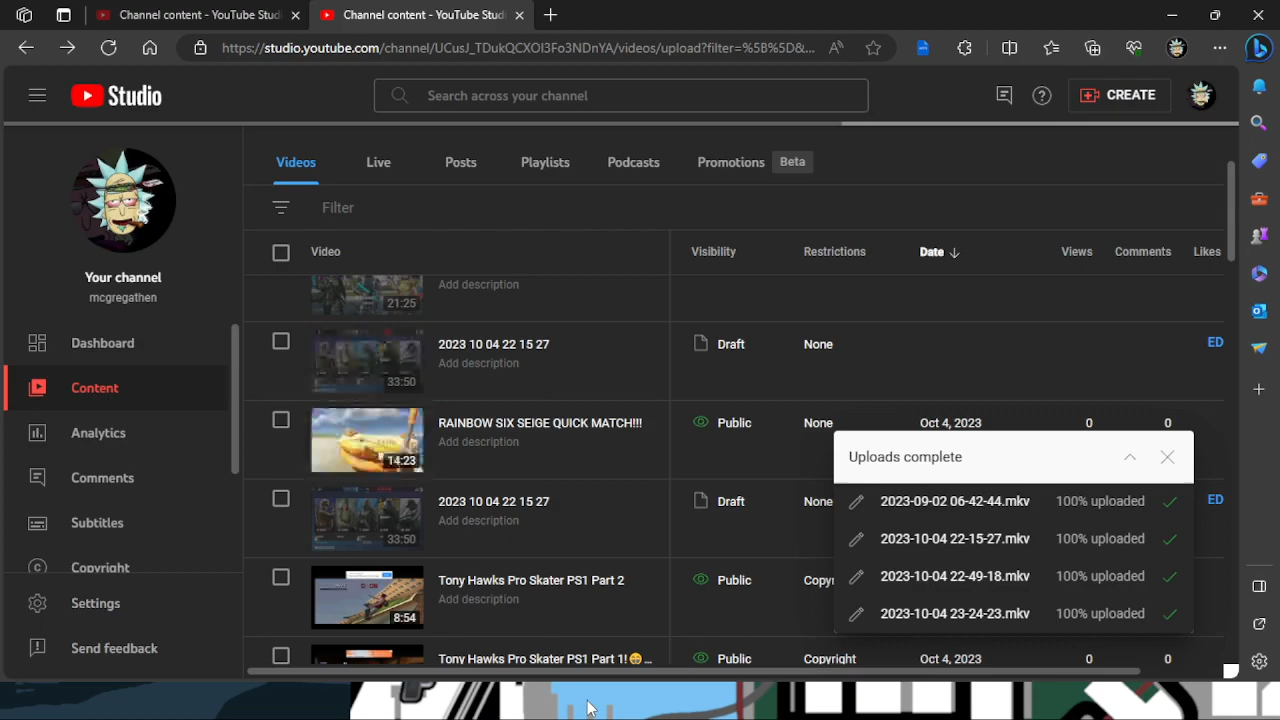 Channel content - YouTube Studi
Channel content - YouTube Studi
https://studio.youtube.com/channel/UCusJ_TDukQCXOl3Fo3NDnYA/videos/upload?filter=%5B%5D&...
Studio
Search across your channel
CREATE
Videos Live Posts Playlists Podcasts Promotions Beta
Filter
Video Visibility Restrictions Date Views Comments Likes
Your channel
mcgregathen
Dashboard
Content
Analytics
Comments
Subtitles
Copyright
Settings
Send feedback
Add description
21:25
2023 10 04 22 15 27 Draft None ED
Add description
33:50
RAINBOW SIX SEIGE QUICK MATCH!!! Public None Oct 4, 2023 0 0
Add description
14:23
2023 10 04 22 15 27 Draft None ED
Add description
33:50
Tony Hawks Pro Skater PS1 Part 2 Public Copyr
Add description
8:54
Tony Hawks Pro Skater PS1 Part 1!😄... Public Copyright Oct 4, 2023 0 0
Uploads complete
2023-09-02 06-42-44.mkv 100% uploaded
2023-10-04 22-15-27.mkv 100% uploaded
2023-10-04 22-49-18.mkv 100% uploaded
2023-10-04 23-24-23.mkv 100% uploaded